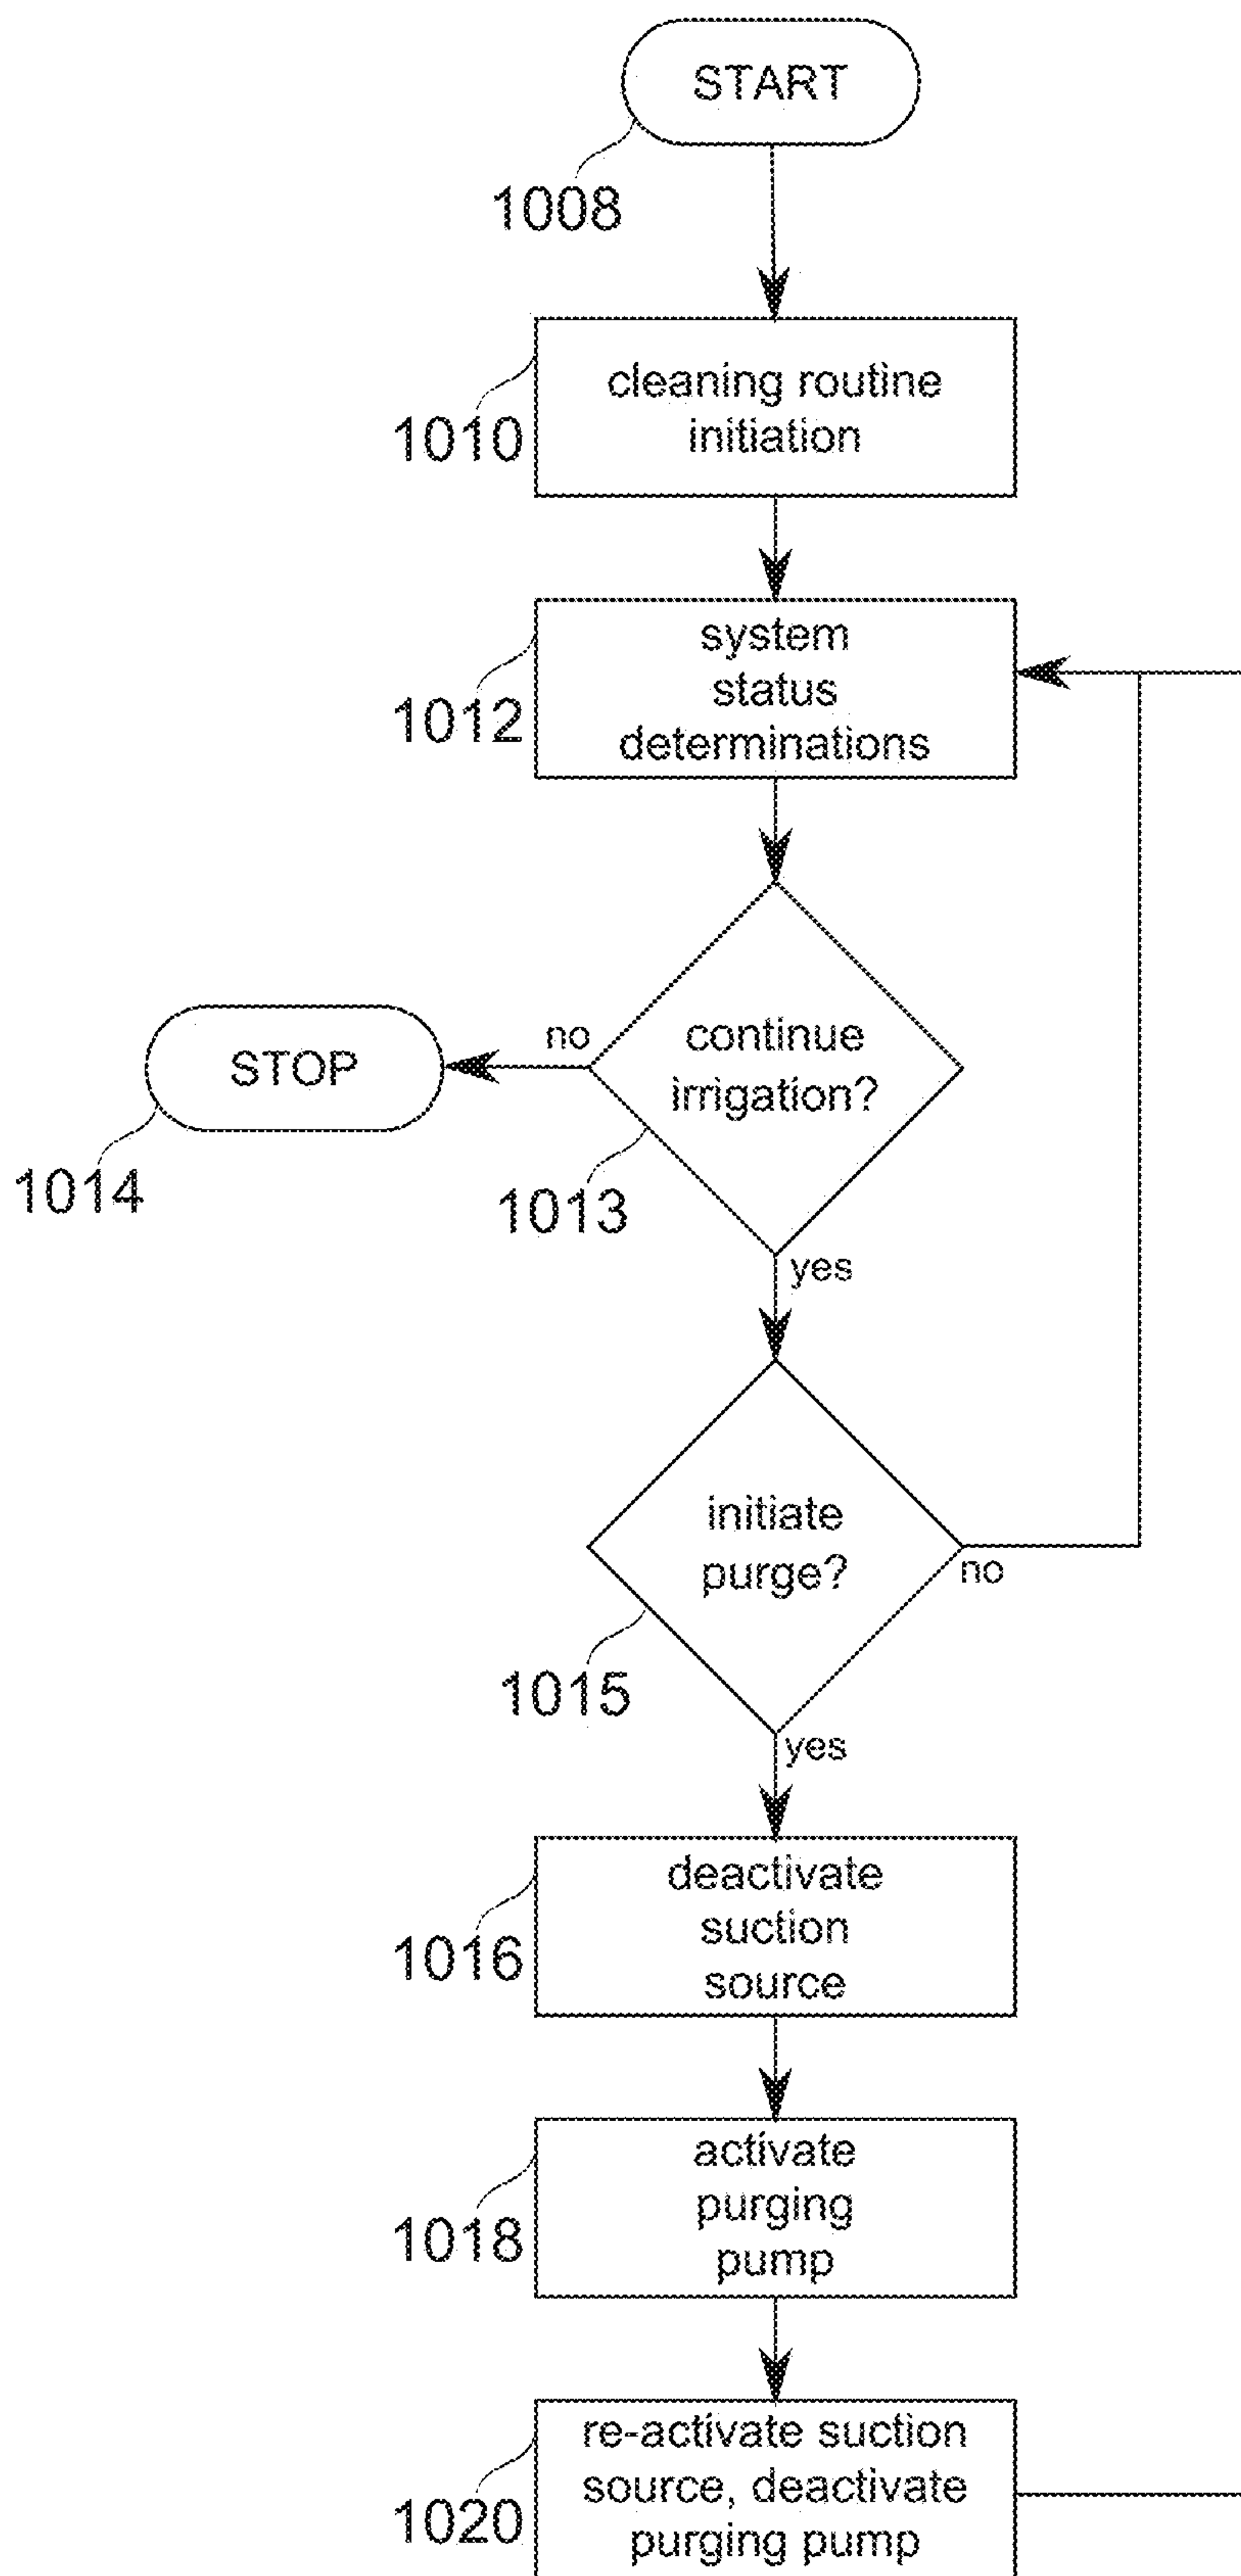 START
1008
cleaning routine
initiation
1010
system
status
determinations
1012
no
continue
irrigation?
STOP
1014
1013
yes
initiate
purge?
no
1015
yes
deactivate
suction
source
1016
activate
purging
pump
1018
re-activate suction
source, deactivate
purging pump
1020